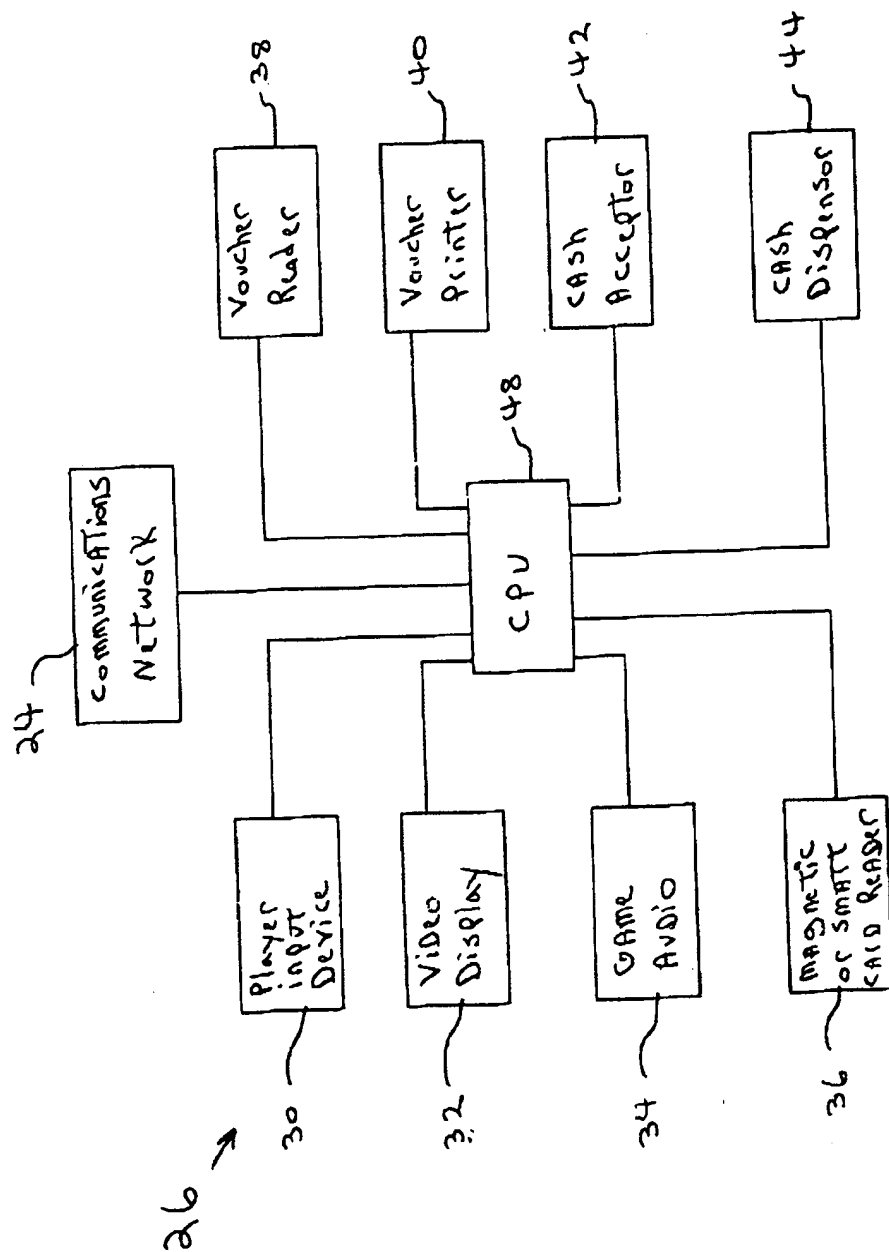 26
24
Communications
Network
30
Player
input
Device
32
Video
Display
34
GAME
Audio
36
Magnetic
or Smart
Card Reader
CPU
48
Voucher
Reader
38
Voucher
Printer
40
Cash
Acceptor
42
Cash
Dispensor
44